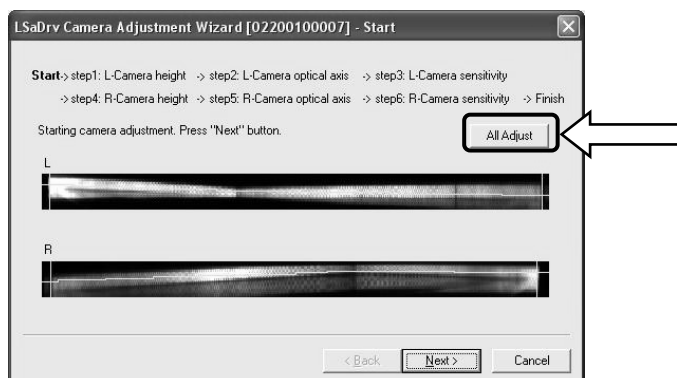 LSaDrv Camera Adjustment Wizard [02200100007] - Start
Start-> step1: L-Camera height -> step2: L-Camera optical axis -> step3: L-Camera sensitivity
-> step4: R-Camera height -> step5: R-Camera optical axis -> step6: R-Camera sensitivity -> Finish
Starting camera adjustment. Press "Next" button.
All Adjust
L
R
< Back
Next >
Cancel